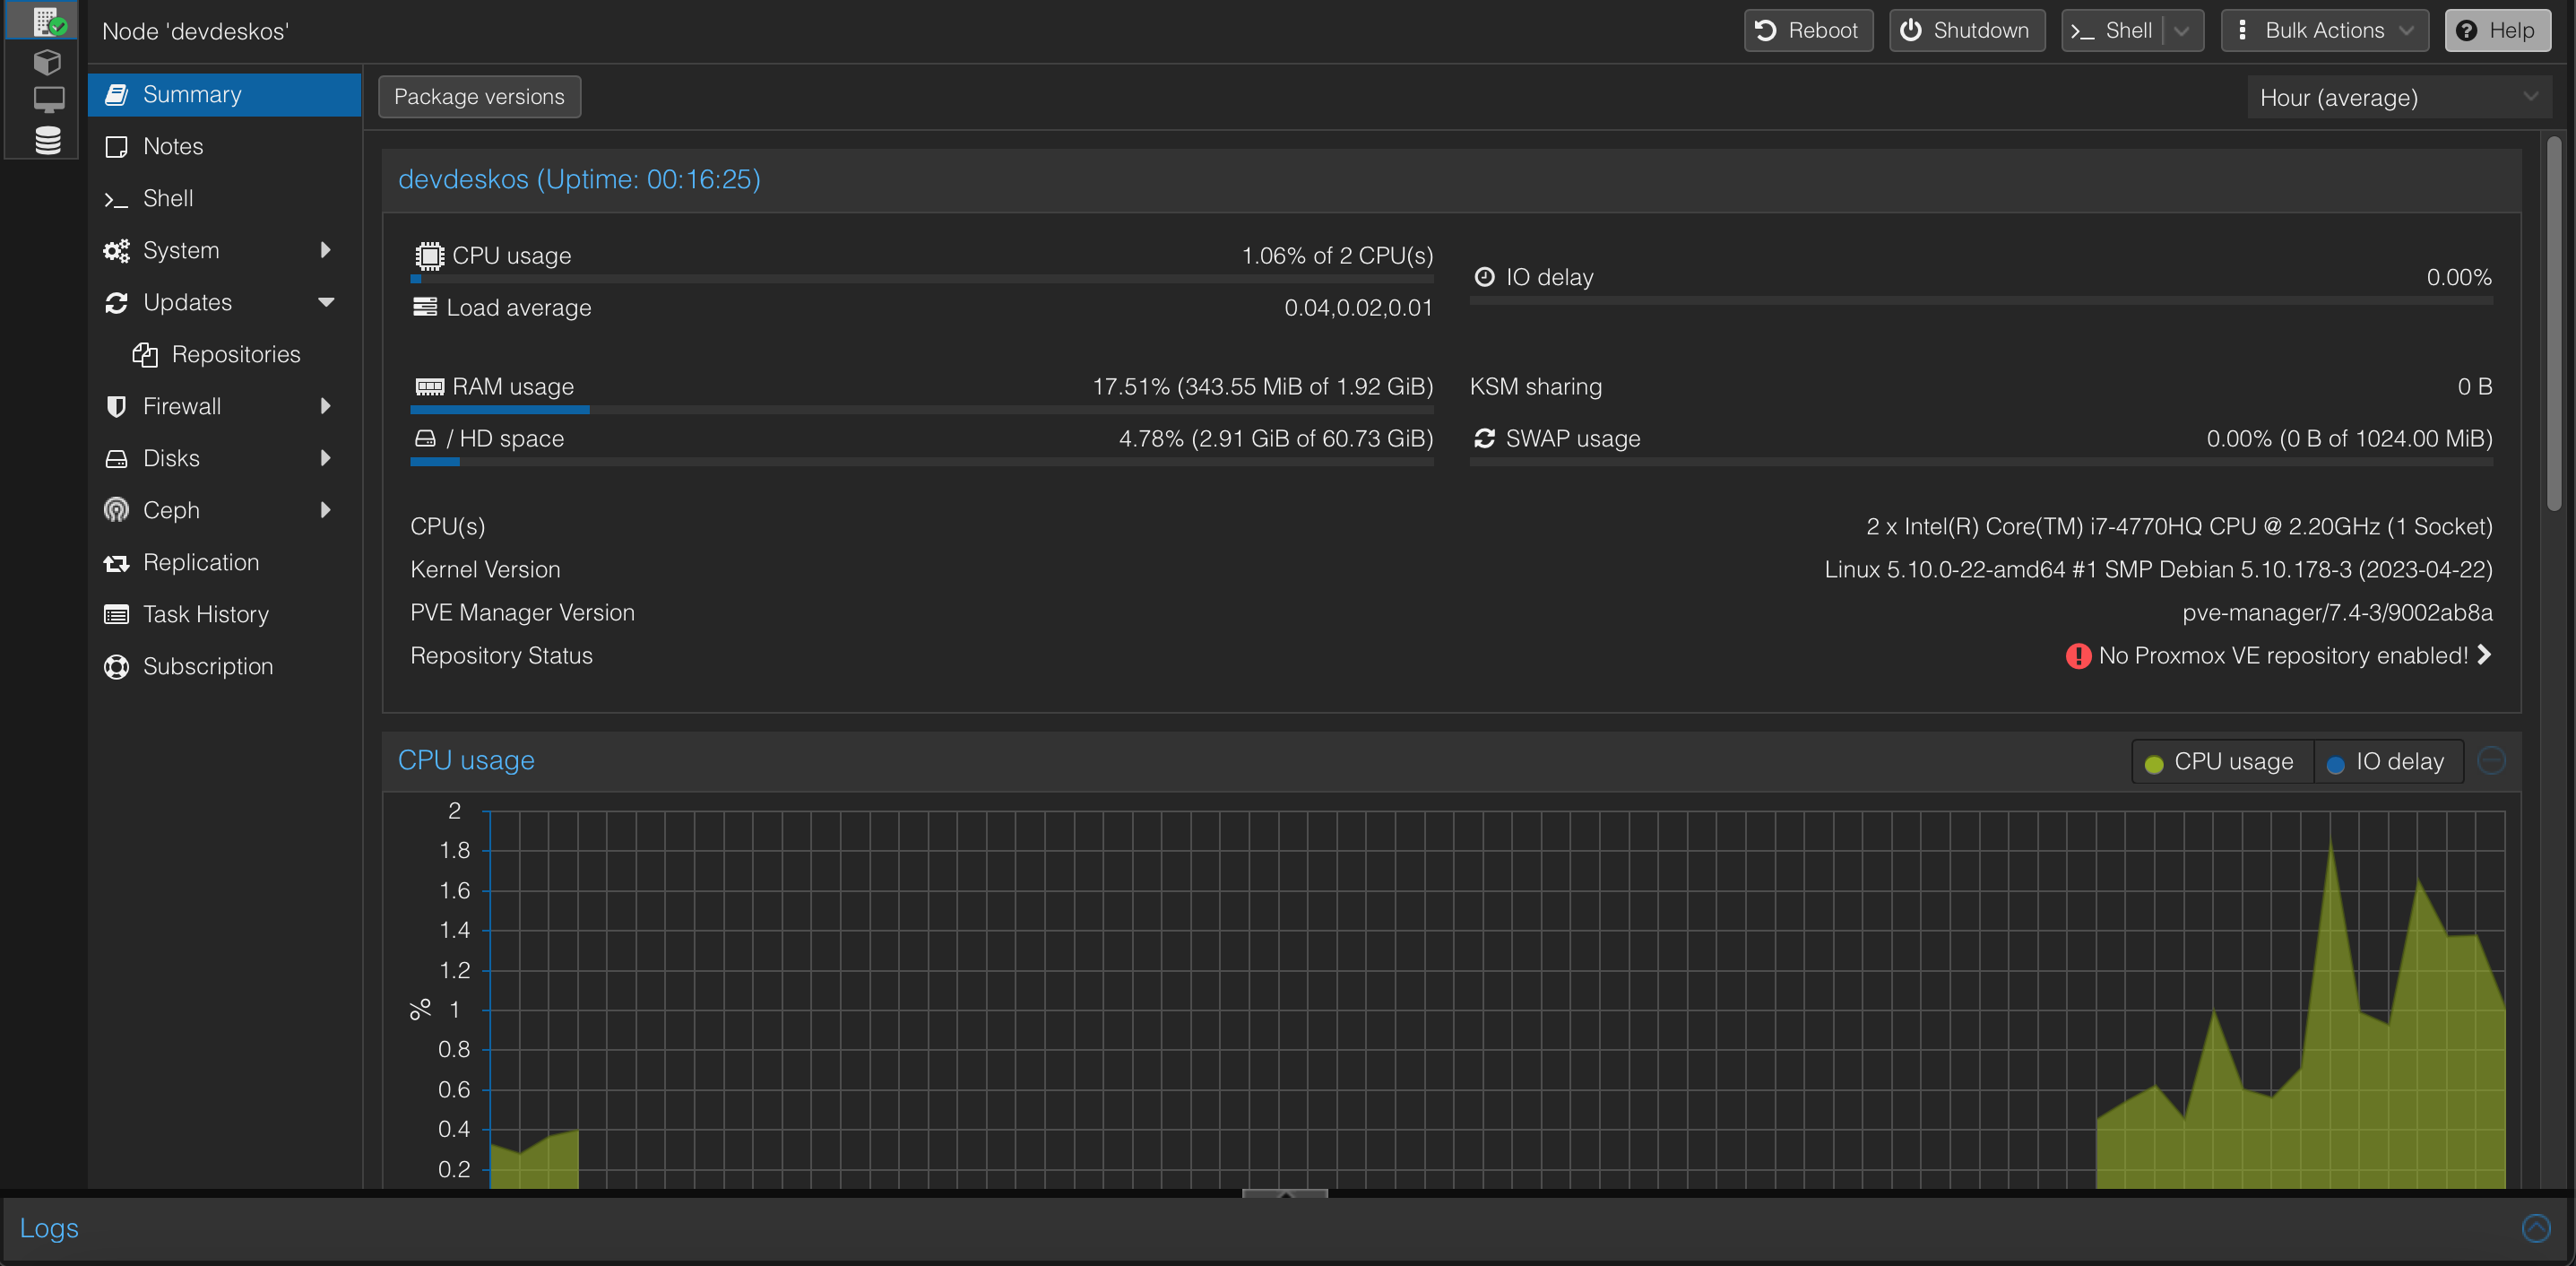 Node 'devdeskos'
Reboot
Shutdown
Shell
Bulk Actions
Help
Summary
Notes
Shell
System
Updates
Repositories
Firewall
Disks
Ceph
Replication
Task History
Subscription
Package versions
Hour (average)
devdeskos (Uptime: 00:16:25)
CPU usage 1.06% of 2 CPU(s)
IO delay 0.00%
Load average 0.04,0.02,0.01
RAM usage 17.51% (343.55 MiB of 1.92 GiB)
KSM sharing 0 B
/ HD space 4.78% (2.91 GiB of 60.73 GiB)
SWAP usage 0.00% (0 B of 1024.00 MiB)
CPU(s) 2 x Intel(R) Core(TM) i7-4770HQ CPU @ 2.20GHz (1 Socket)
Kernel Version Linux 5.10.0-22-amd64 #1 SMP Debian 5.10.178-3 (2023-04-22)
PVE Manager Version pve-manager/7.4-3/9002ab8a
Repository Status No Proxmox VE repository enabled!
CPU usage
CPU usage
IO delay
2
1.8
1.6
1.4
1.2
% 1
0.8
0.6
0.4
0.2
Logs